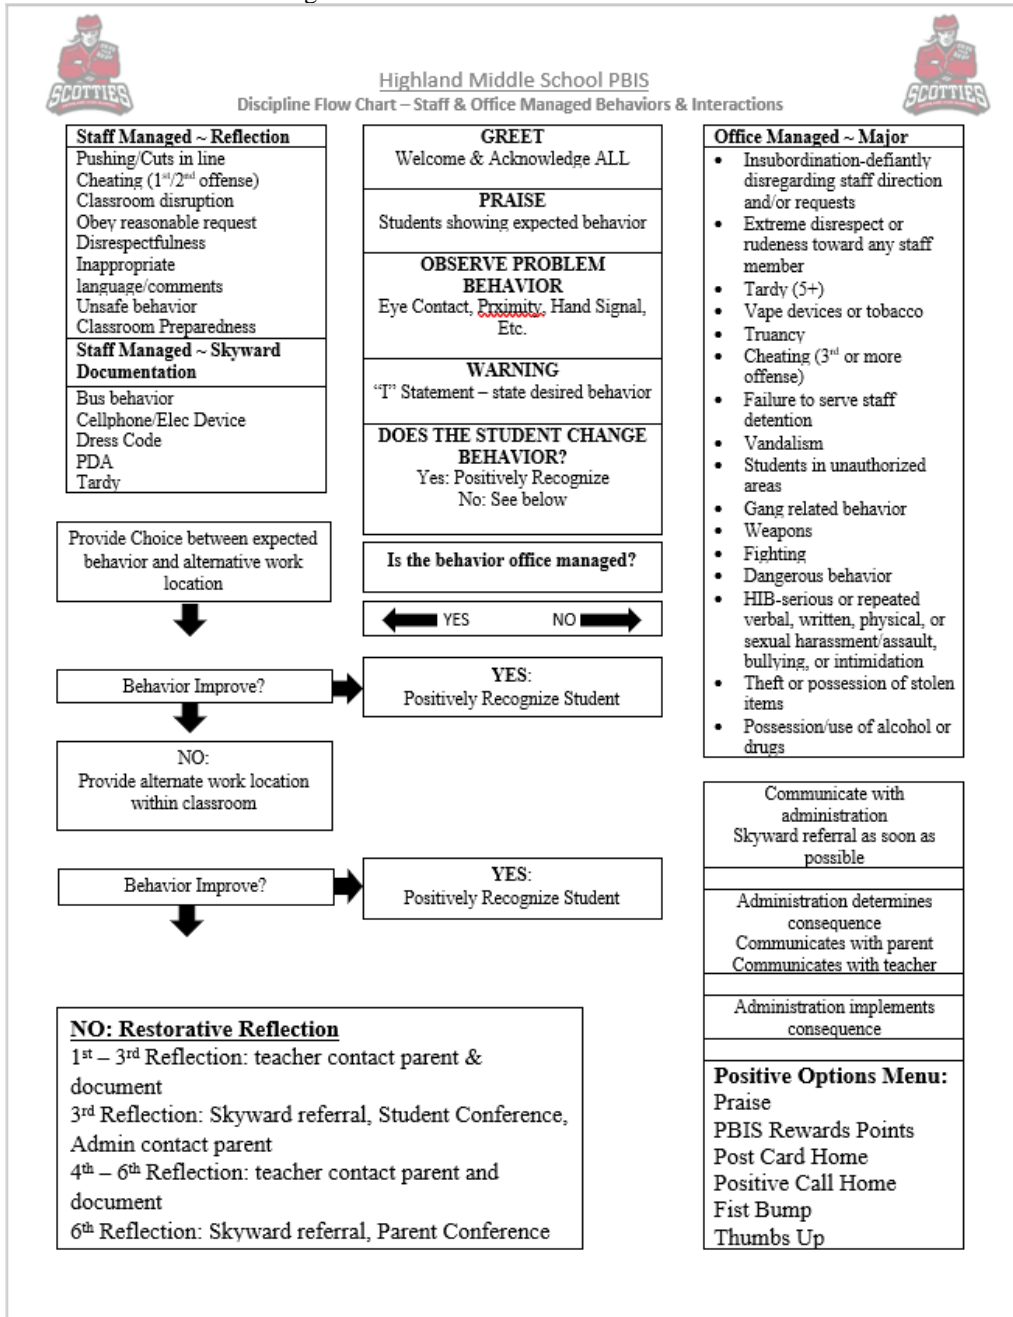 SCOTTIES
SCOTTIES
Highland Middle School PBIS
Discipline Flow Chart – Staff & Office Managed Behaviors & Interactions
Staff Managed ~ Reflection
Pushing/Cuts in line
Cheating (1st/2nd offense)
Classroom disruption
Obey reasonable request
Disrespectfulness
Inappropriate
language/comments
Unsafe behavior
Classroom Preparedness
Staff Managed ~ Skyward
Documentation
Bus behavior
Cellphone/Elec Device
Dress Code
PDA
Tardy
GREET
Welcome & Acknowledge ALL
PRAISE
Students showing expected behavior
OBSERVE PROBLEM
BEHAVIOR
Eye Contact, Prximity, Hand Signal,
Etc.
WARNING
“I” Statement – state desired behavior
DOES THE STUDENT CHANGE
BEHAVIOR?
Yes: Positively Recognize
No: See below
Is the behavior office managed?
YES NO
Office Managed ~ Major
• Insubordination-defiantly
disregarding staff direction
and/or requests
• Extreme disrespect or
rudeness toward any staff
member
• Tardy (5+)
• Vape devices or tobacco
• Truancy
• Cheating (3rd or more
offense)
• Failure to serve staff
detention
• Vandalism
• Students in unauthorized
areas
• Gang related behavior
• Weapons
• Fighting
• Dangerous behavior
• HIB-serious or repeated
verbal, written, physical, or
sexual harassment/assault,
bullying, or intimidation
• Theft or possession of stolen
items
• Possession/use of alcohol or
drugs
Provide Choice between expected
behavior and alternative work
location
Behavior Improve?
YES:
Positively Recognize Student
NO:
Provide alternate work location
within classroom
Behavior Improve?
YES:
Positively Recognize Student
NO: Restorative Reflection
1st – 3rd Reflection: teacher contact parent &
document
3rd Reflection: Skyward referral, Student Conference,
Admin contact parent
4th – 6th Reflection: teacher contact parent and
document
6th Reflection: Skyward referral, Parent Conference
Communicate with
administration
Skyward referral as soon as
possible
Administration determines
consequence
Communicates with parent
Communicates with teacher
Administration implements
consequence
Positive Options Menu:
Praise
PBIS Rewards Points
Post Card Home
Positive Call Home
Fist Bump
Thumbs Up